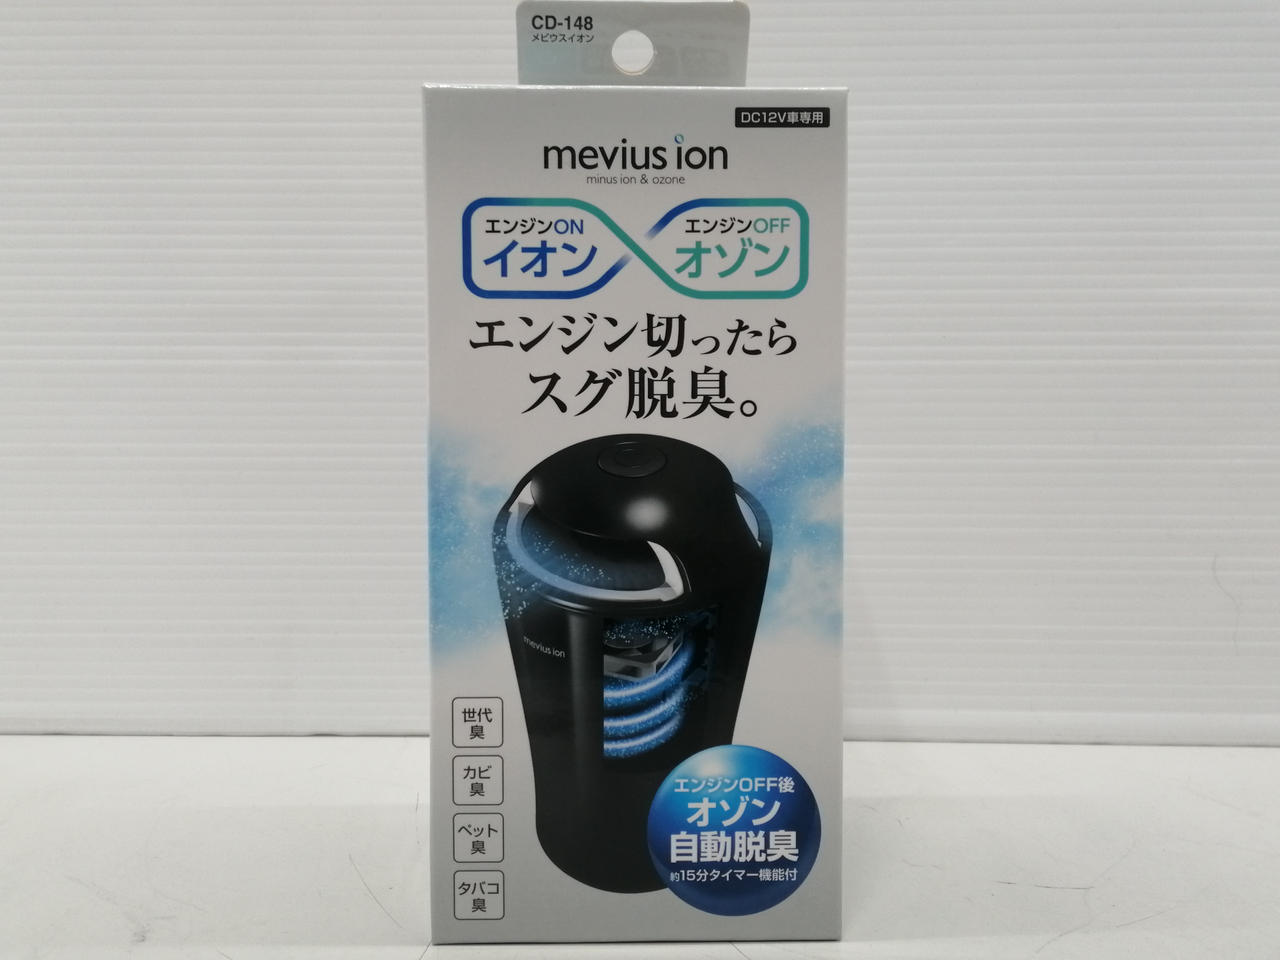 CD-148
メビウスイオン
DC12V車専用
mevius ion
minus ion & ozone
エンジンON
イオン
エンジンOFF
オゾン
エンジン切ったら
スグ脱臭。
mevius ion
世代
臭
カビ
臭
ペット
臭
タバコ
臭
エンジンOFF後
オゾン
自動脱臭
約15分タイマー機能付